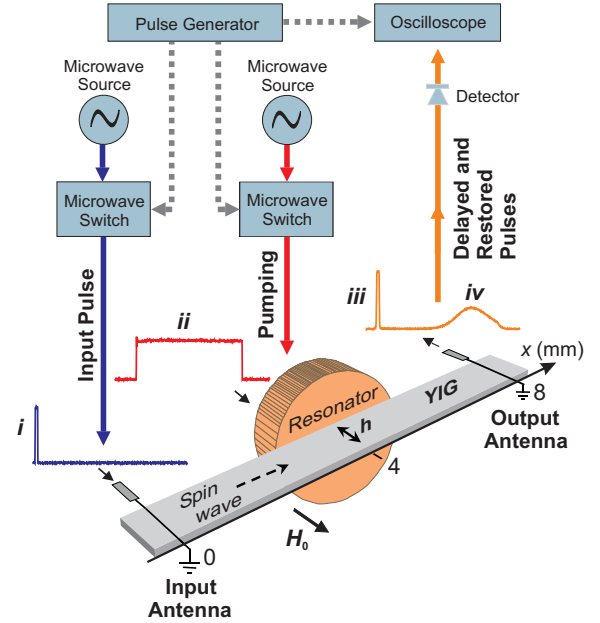 Pulse Generator
Oscilloscope
Microwave
Source
Microwave
Source
Detector
Microwave
Switch
Microwave
Switch
Input Pulse
Pumping
Delayed and
Restored
Pulses
i
ii
iii
iv
x (mm)
Resonator
h
YIG
8
Output
Antenna
4
Spin
wave
H₀
0
Input
Antenna